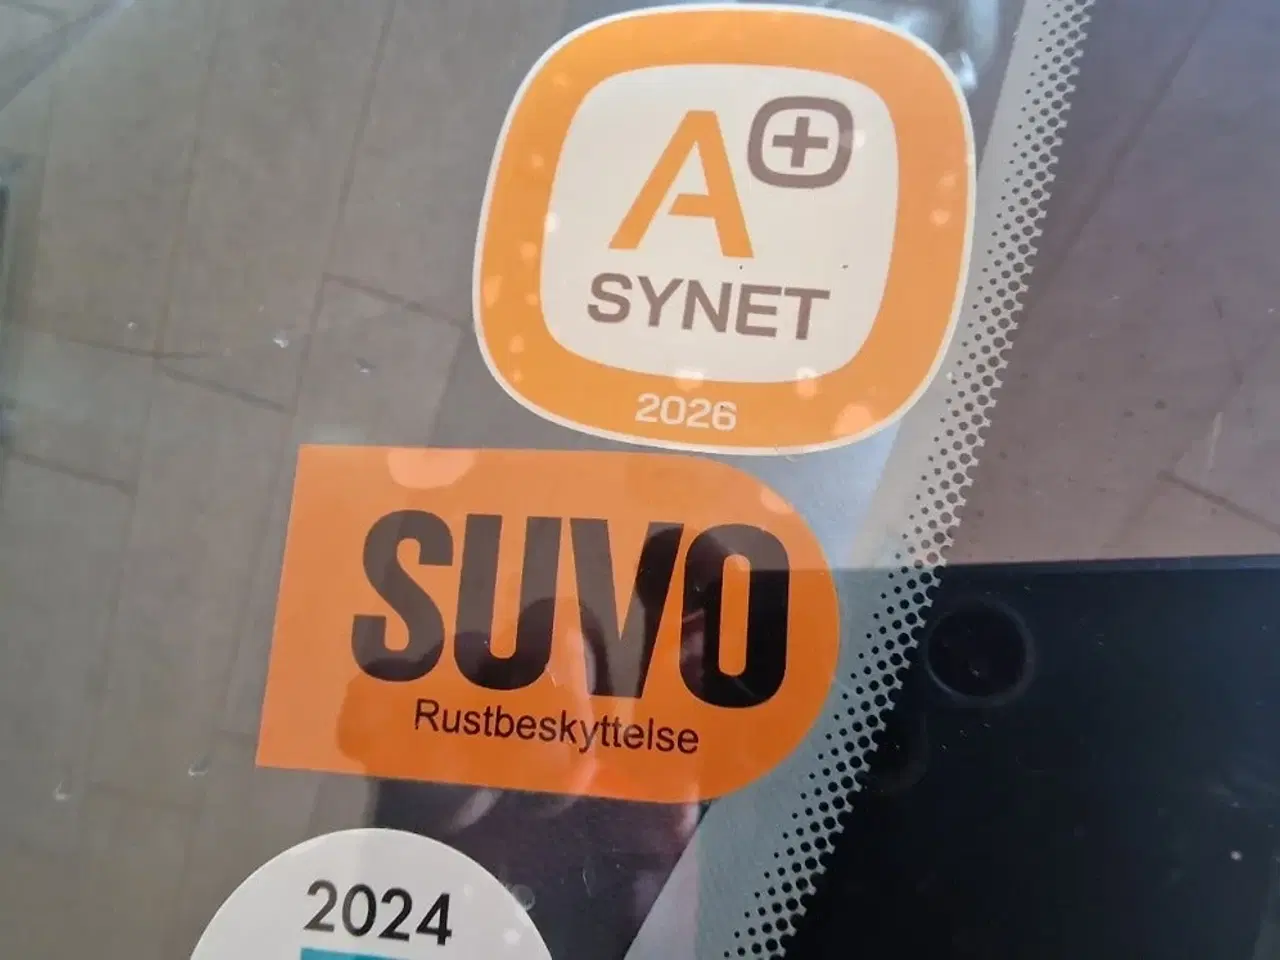 A+
SYNET
2026
SUVO
Rustbeskyttelse
2024